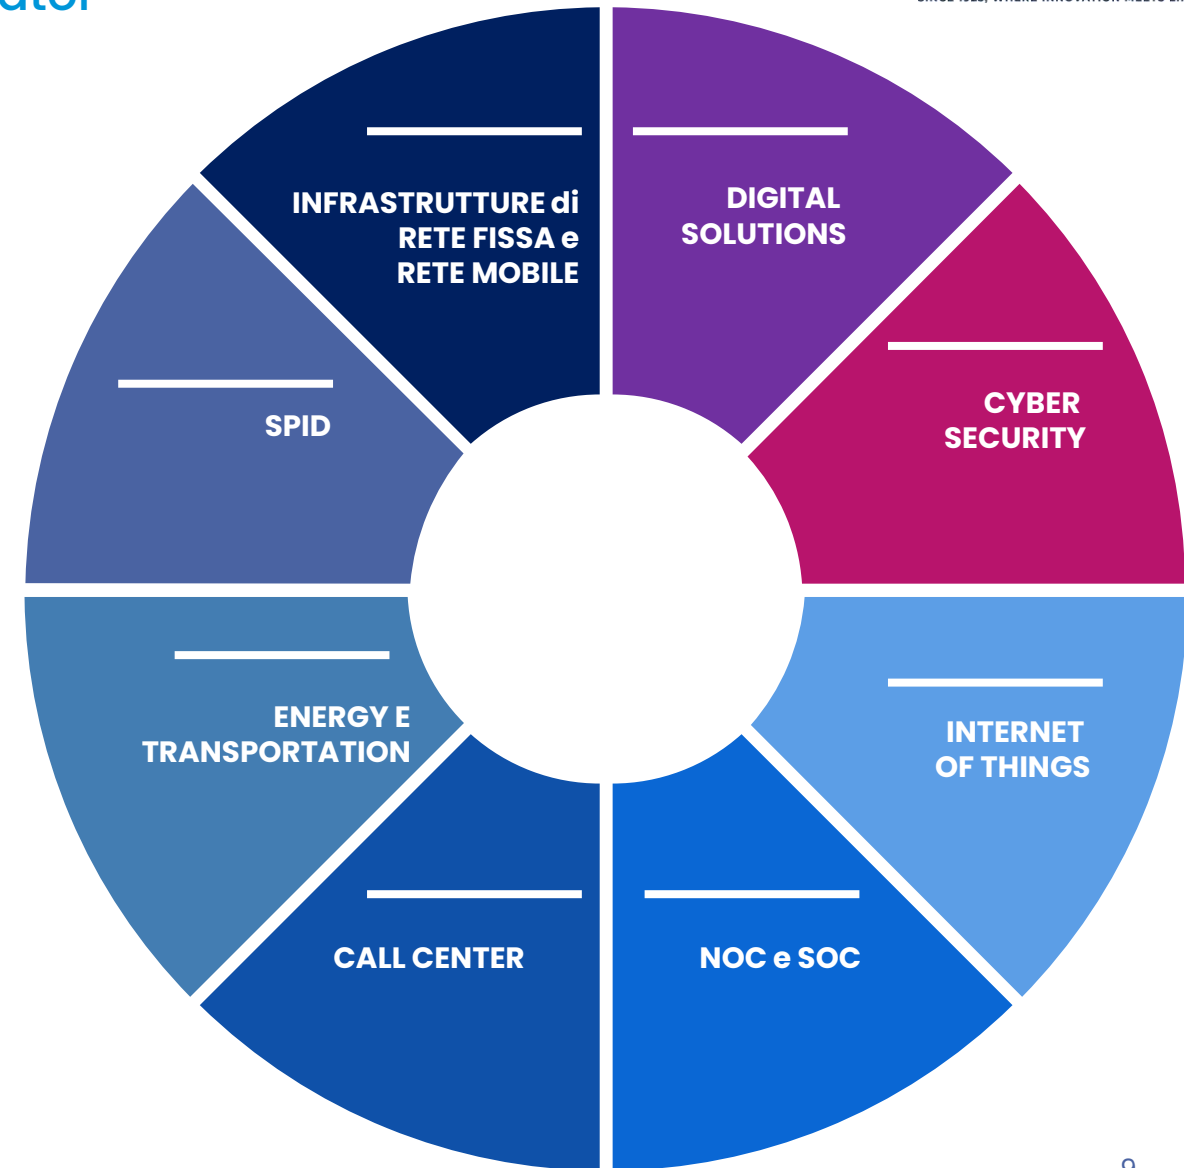 INFRASTRUTTURE di
RETE FISSA e
RETE MOBILE
DIGITAL
SOLUTIONS
CYBER
SECURITY
SPID
INTERNET
OF THINGS
ENERGY E
TRANSPORTATION
CALL CENTER
NOC e SOC